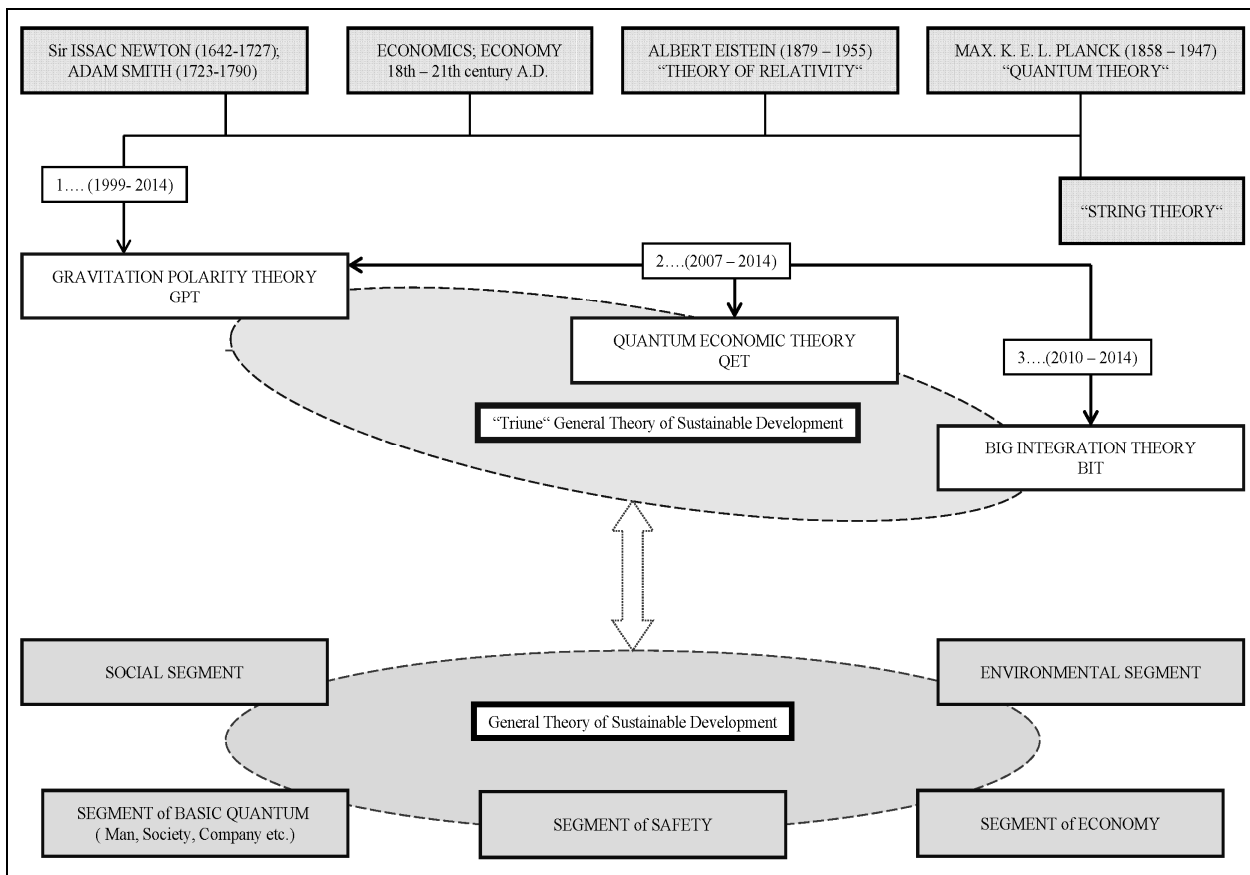 Sir ISSAC NEWTON (1642-1727);
ADAM SMITH (1723-1790)
ECONOMICS; ECONOMY
18th – 21th century A.D.
ALBERT EISTEIN (1879 – 1955)
“THEORY OF RELATIVITY“
MAX. K. E. L. PLANCK (1858 – 1947)
“QUANTUM THEORY“
1…. (1999- 2014)
“STRING THEORY“
GRAVITATION POLARITY THEORY
GPT
2….(2007 – 2014)
QUANTUM ECONOMIC THEORY
QET
3….(2010 – 2014)
“Triune“ General Theory of Sustainable Development
BIG INTEGRATION THEORY
BIT
SOCIAL SEGMENT
ENVIRONMENTAL SEGMENT
General Theory of Sustainable Development
SEGMENT of BASIC QUANTUM
( Man, Society, Company etc.)
SEGMENT of SAFETY
SEGMENT of ECONOMY